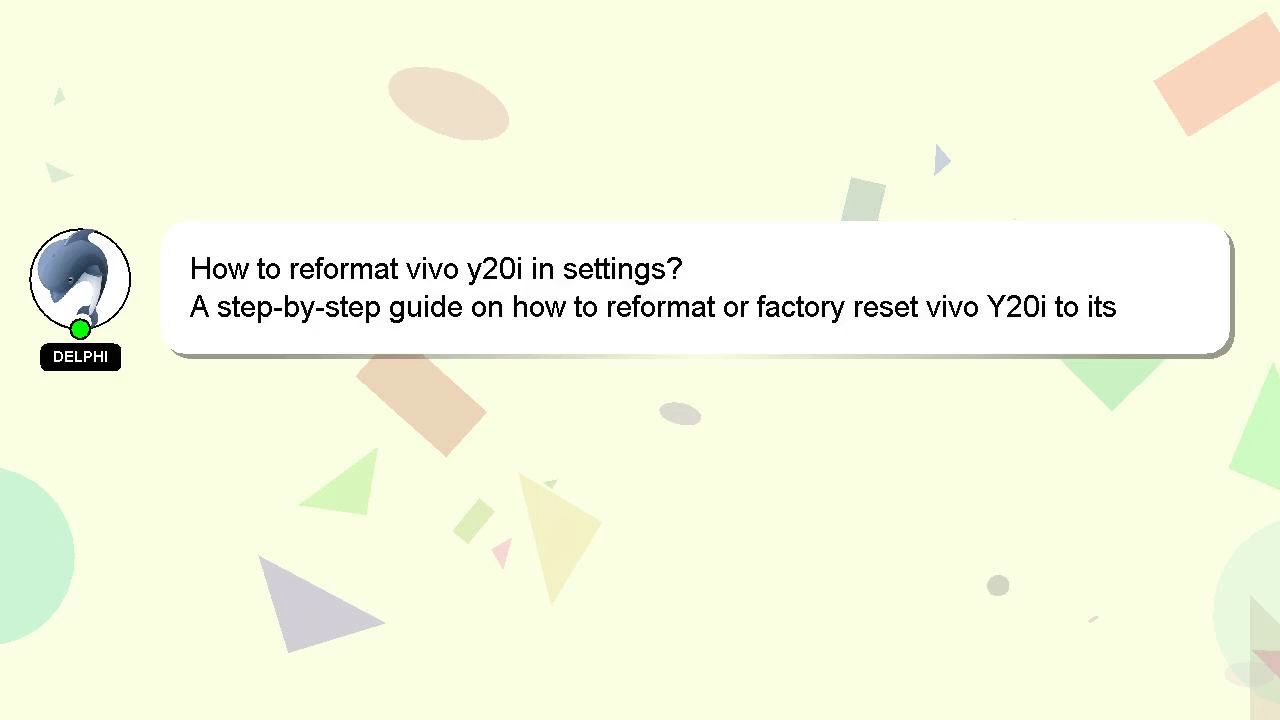 How to reformat vivo y20i in settings?
A step-by-step guide on how to reformat or factory reset vivo Y20i to its
DELPHI